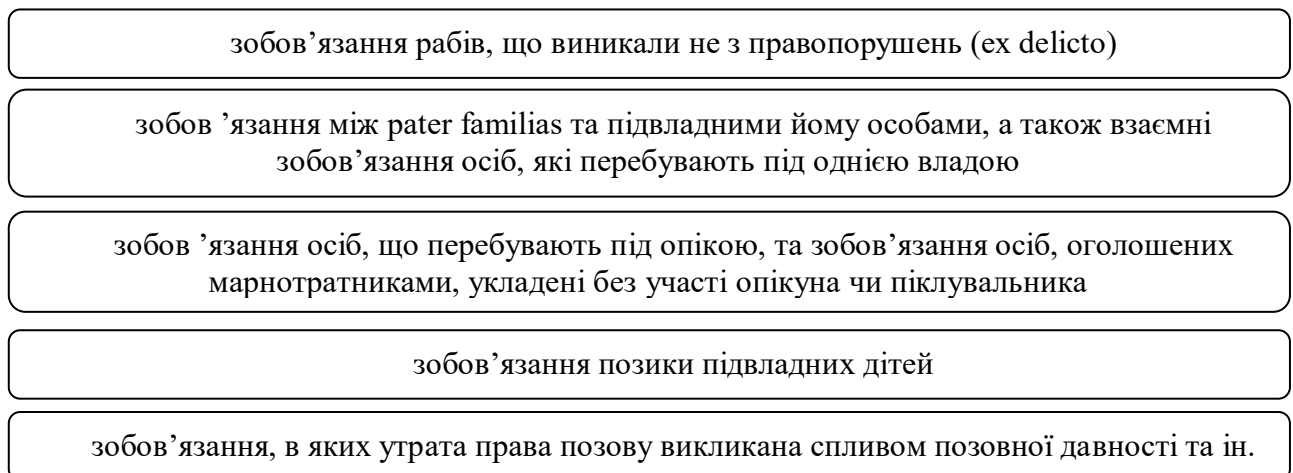 зобов’язання рабів, що виникали не з правопорушень (ex delicto)
зобов ’язання між pater familias та підвладними йому особами, а також взаємні
зобов’язання осіб, які перебувають під однією владою
зобов ’язання осіб, що перебувають під опікою, та зобов’язання осіб, оголошених
марнотратниками, укладені без участі опікуна чи піклувальника
зобов’язання позики підвладних дітей
зобов’язання, в яких утрата права позову викликана спливом позовної давності та ін.